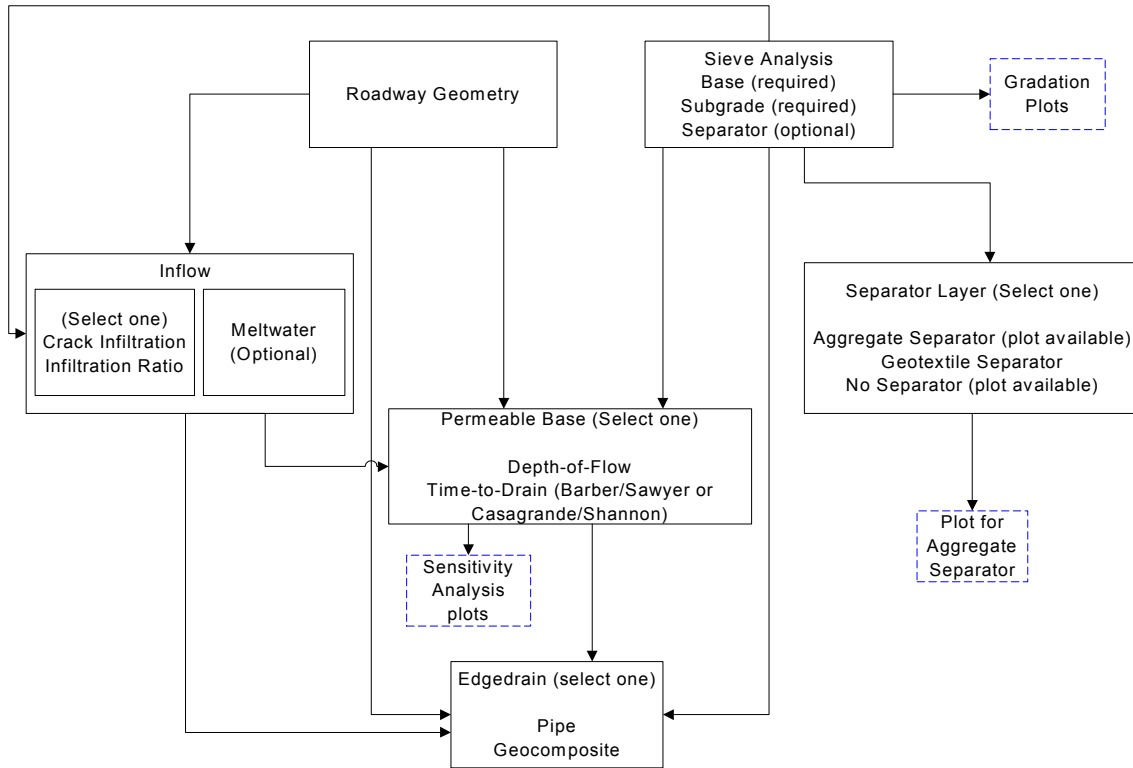 Roadway Geometry
Sieve Analysis
Base (required)
Subgrade (required)
Separator (optional)
Gradation
Plots
Inflow
(Select one)
Crack Infiltration
Infiltration Ratio
Meltwater
(Optional)
Separator Layer (Select one)
Aggregate Separator (plot available)
Geotextile Separator
No Separator (plot available)
Permeable Base (Select one)
Depth-of-Flow
Time-to-Drain (Barber/Sawyer or
Casagrande/Shannon)
Plot for
Aggregate
Separator
Sensitivity
Analysis
plots
Edgedrain (select one)
Pipe
Geocomposite